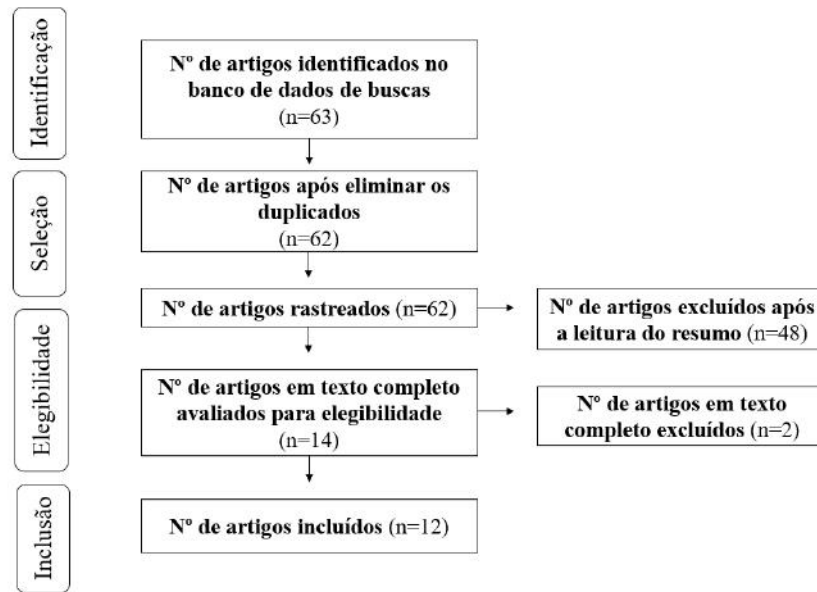 Identificação
Nº de artigos identificados no
banco de dados de buscas
(n=63)
Seleção
Nº de artigos após eliminar os
duplicados
(n=62)
Nº de artigos rastreados (n=62)
Nº de artigos excluídos após
a leitura do resumo (n=48)
Elegibilidade
Nº de artigos em texto completo
avaliados para elegibilidade
(n=14)
Nº de artigos em texto
completo excluídos (n=2)
Inclusão
Nº de artigos incluídos (n=12)